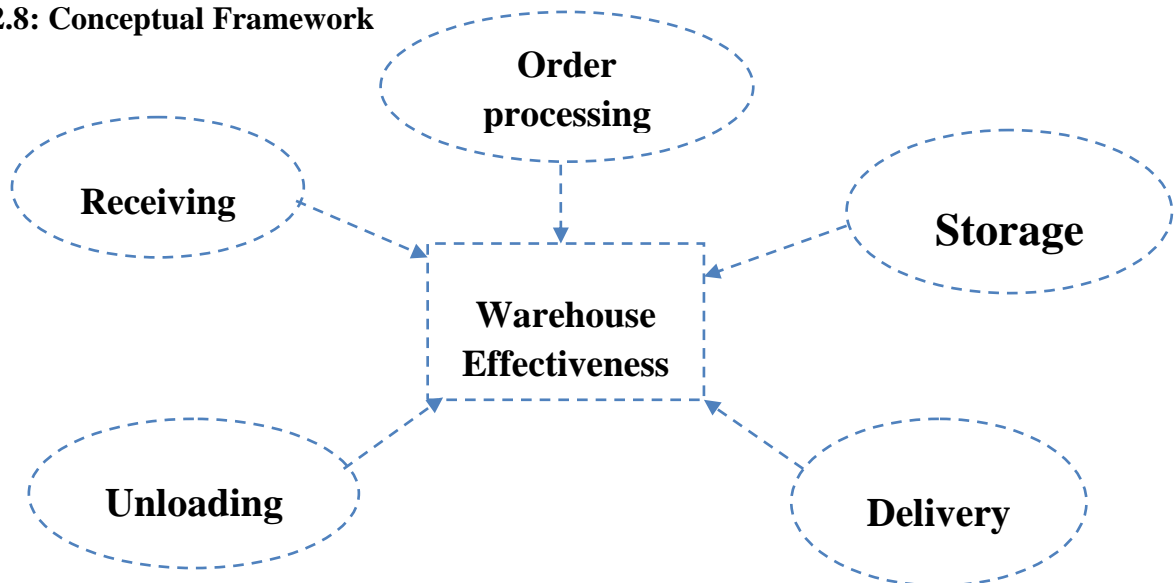 2.8: Conceptual Framework
Order
processing
Receiving
Storage
Warehouse
Effectiveness
Unloading
Delivery